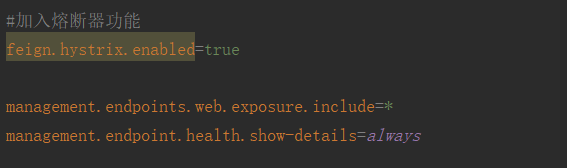 #加入熔断器功能
feign.hystrix.enabled=true
management.endpoints.web.exposure.include=*
management.endpoint.health.show-details=always